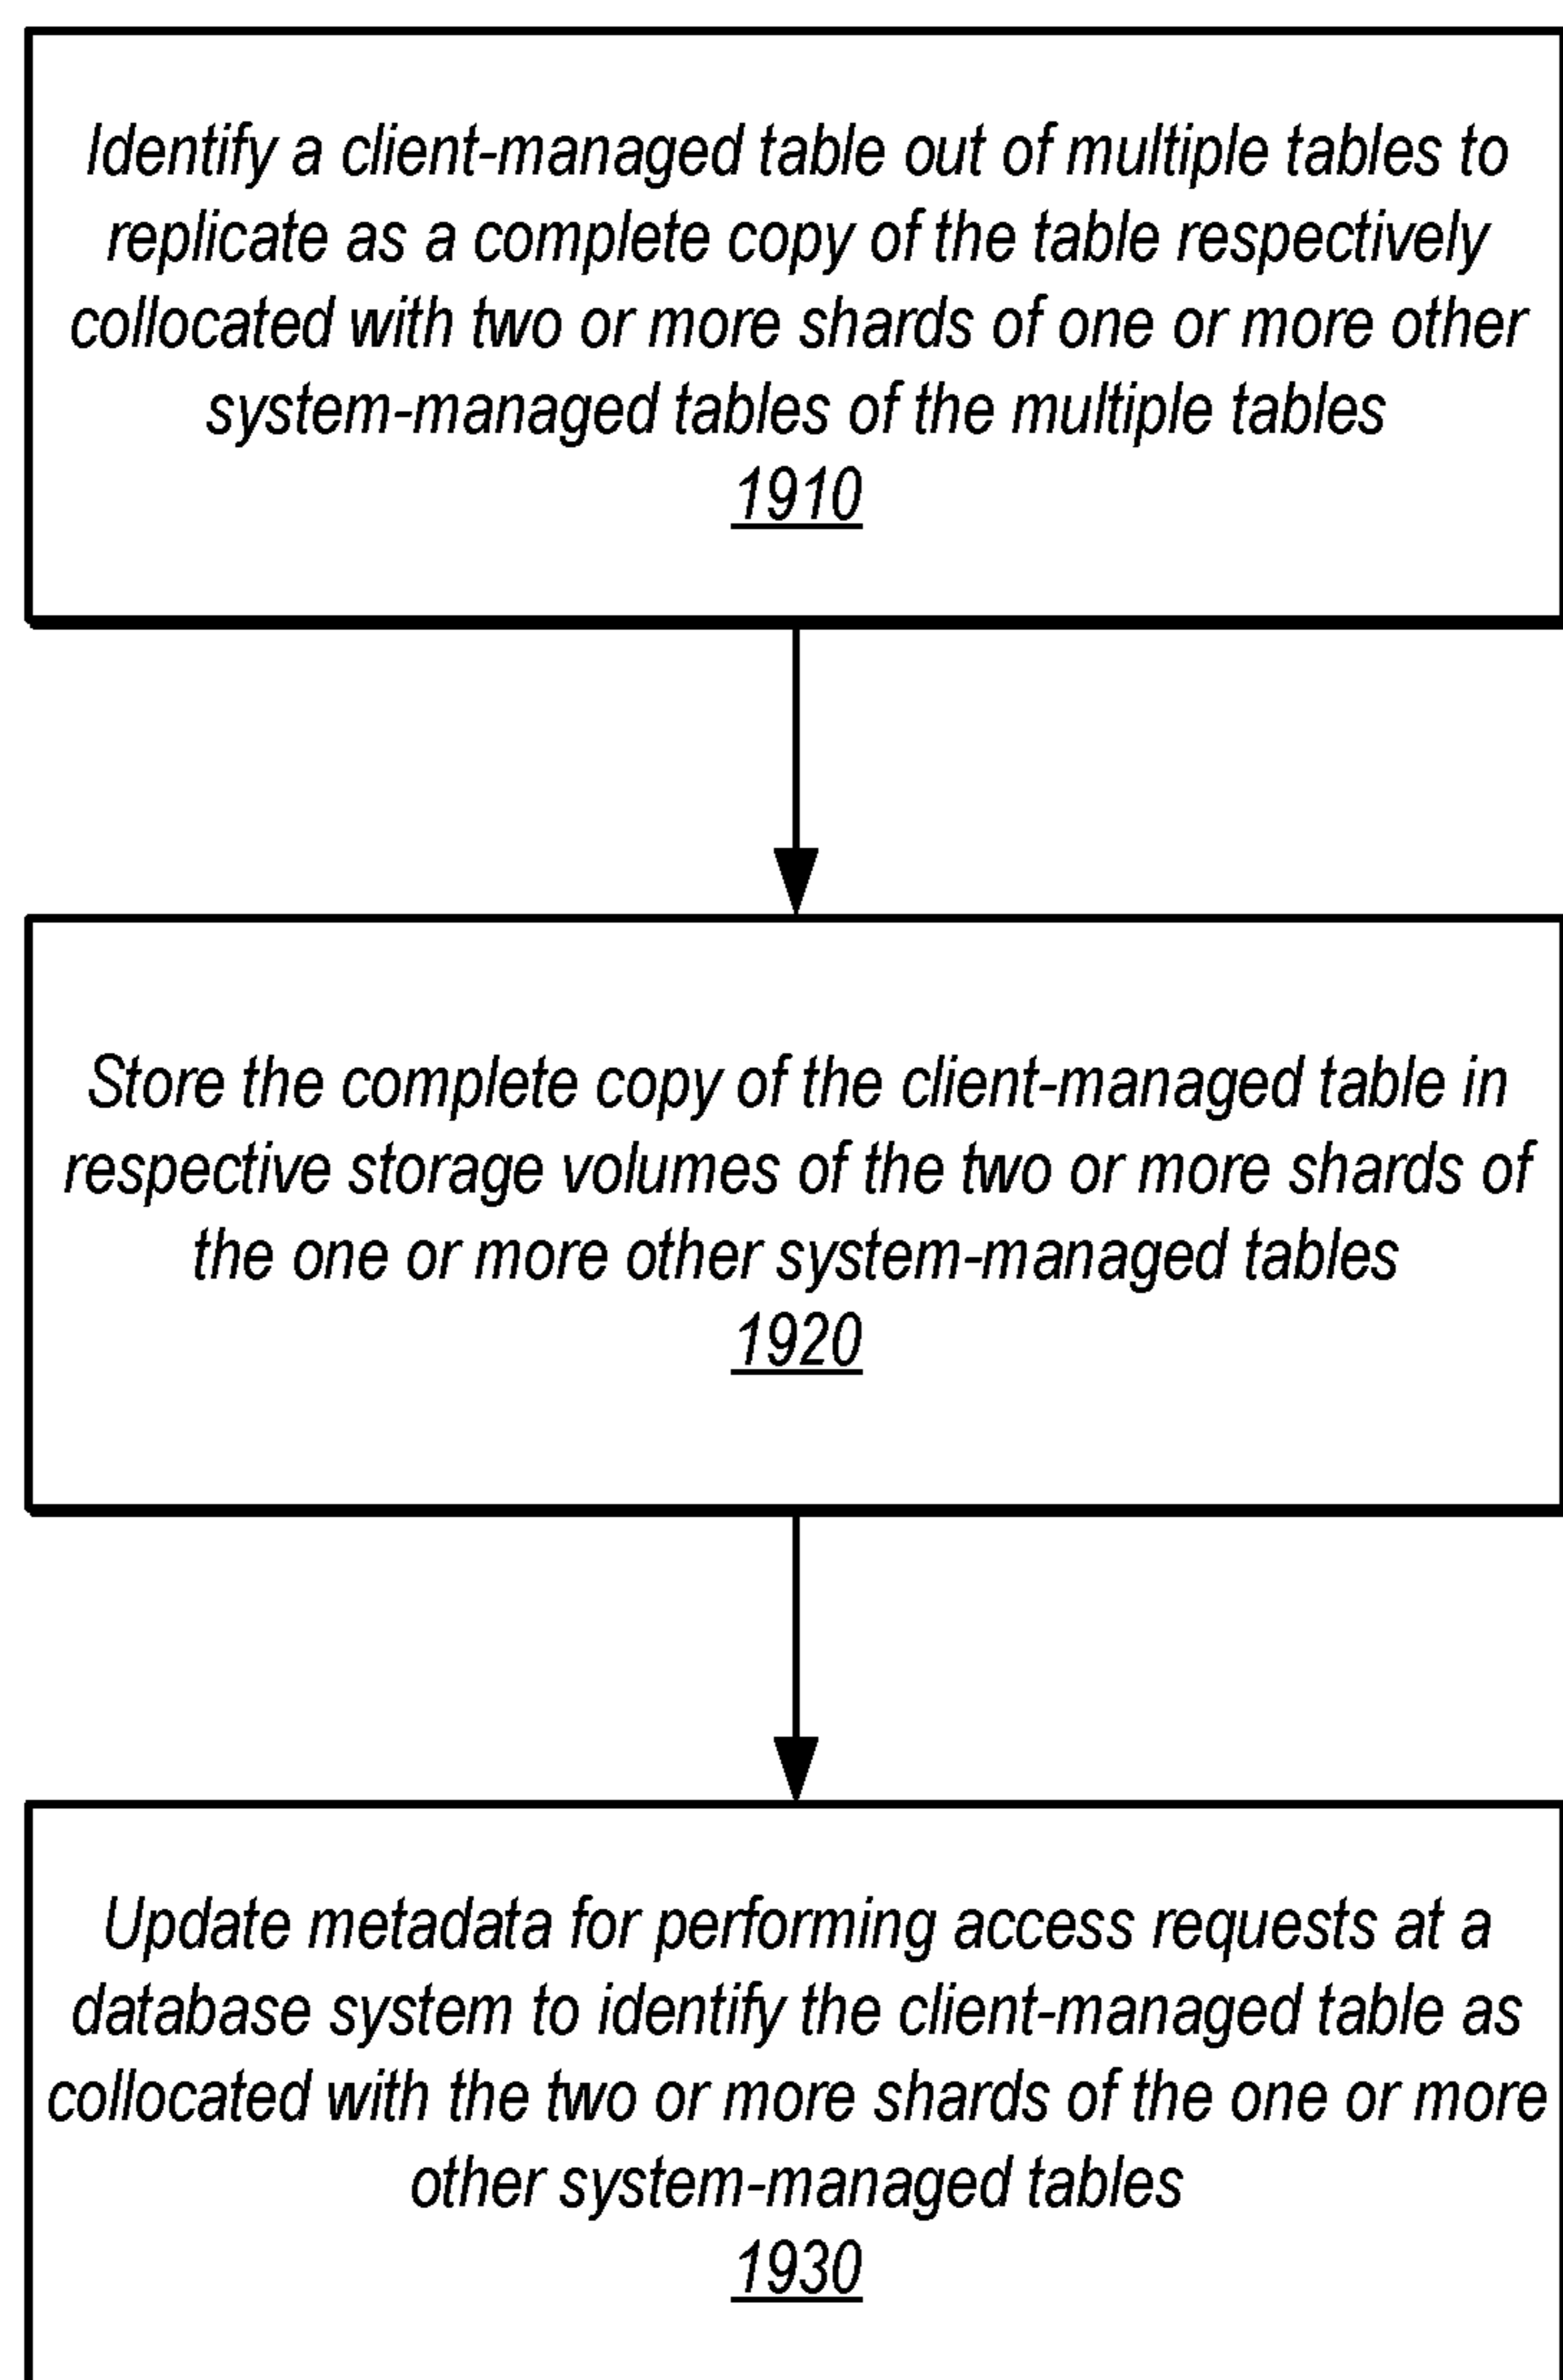 Identify a client-managed table out of multiple tables to
replicate as a complete copy of the table respectively
collocated with two or more shards of one or more other
system-managed tables of the multiple tables
1910
Store the complete copy of the client-managed table in
respective storage volumes of the two or more shards of
the one or more other system-managed tables
1920
Update metadata for performing access requests at a
database system to identify the client-managed table as
collocated with the two or more shards of the one or more
other system-managed tables
1930